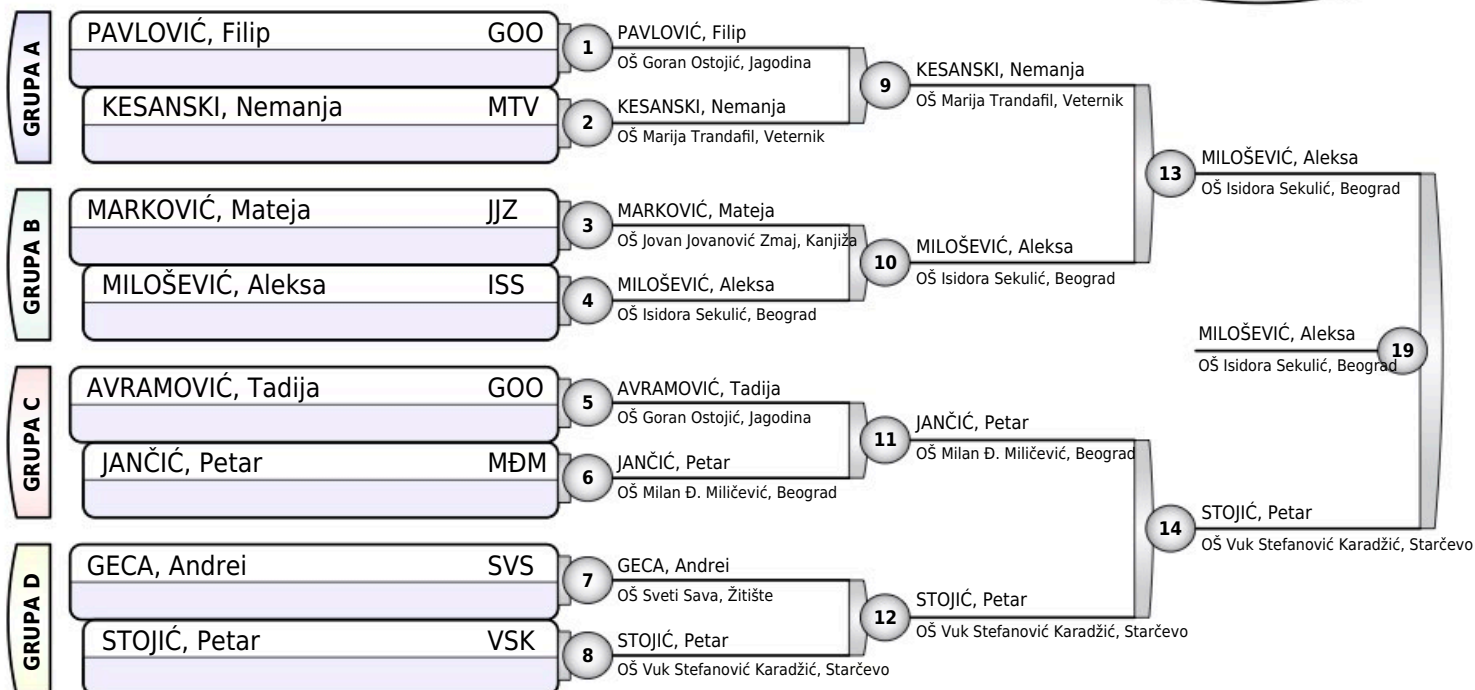 GRUPA A
PAVLOVIĆ, Filip GOO
KESANSKI, Nemanja MTV
GRUPA B
MARKOVIĆ, Mateja JJZ
MILOŠEVIĆ, Aleksa ISS
GRUPA C
AVRAMOVIĆ, Tadija GOO
JANČIĆ, Petar MĐM
GRUPA D
GECA, Andrei SVS
STOJIĆ, Petar VSK
1
PAVLOVIĆ, Filip
OŠ Goran Ostojić, Jagodina
2
KESANSKI, Nemanja
OŠ Marija Trandafil, Veternik
3
MARKOVIĆ, Mateja
OŠ Jovan Jovanović Zmaj, Kanjiža
4
MILOŠEVIĆ, Aleksa
OŠ Isidora Sekulić, Beograd
5
AVRAMOVIĆ, Tadija
OŠ Goran Ostojić, Jagodina
6
JANČIĆ, Petar
OŠ Milan Đ. Miličević, Beograd
7
GECA, Andrei
OŠ Sveti Sava, Žitište
8
STOJIĆ, Petar
OŠ Vuk Stefanović Karadžić, Starčevo
9
KESANSKI, Nemanja
OŠ Marija Trandafil, Veternik
10
MILOŠEVIĆ, Aleksa
OŠ Isidora Sekulić, Beograd
11
JANČIĆ, Petar
OŠ Milan Đ. Miličević, Beograd
12
STOJIĆ, Petar
OŠ Vuk Stefanović Karadžić, Starčevo
13
MILOŠEVIĆ, Aleksa
OŠ Isidora Sekulić, Beograd
14
STOJIĆ, Petar
OŠ Vuk Stefanović Karadžić, Starčevo
MILOŠEVIĆ, Aleksa
OŠ Isidora Sekulić, Beograd
19